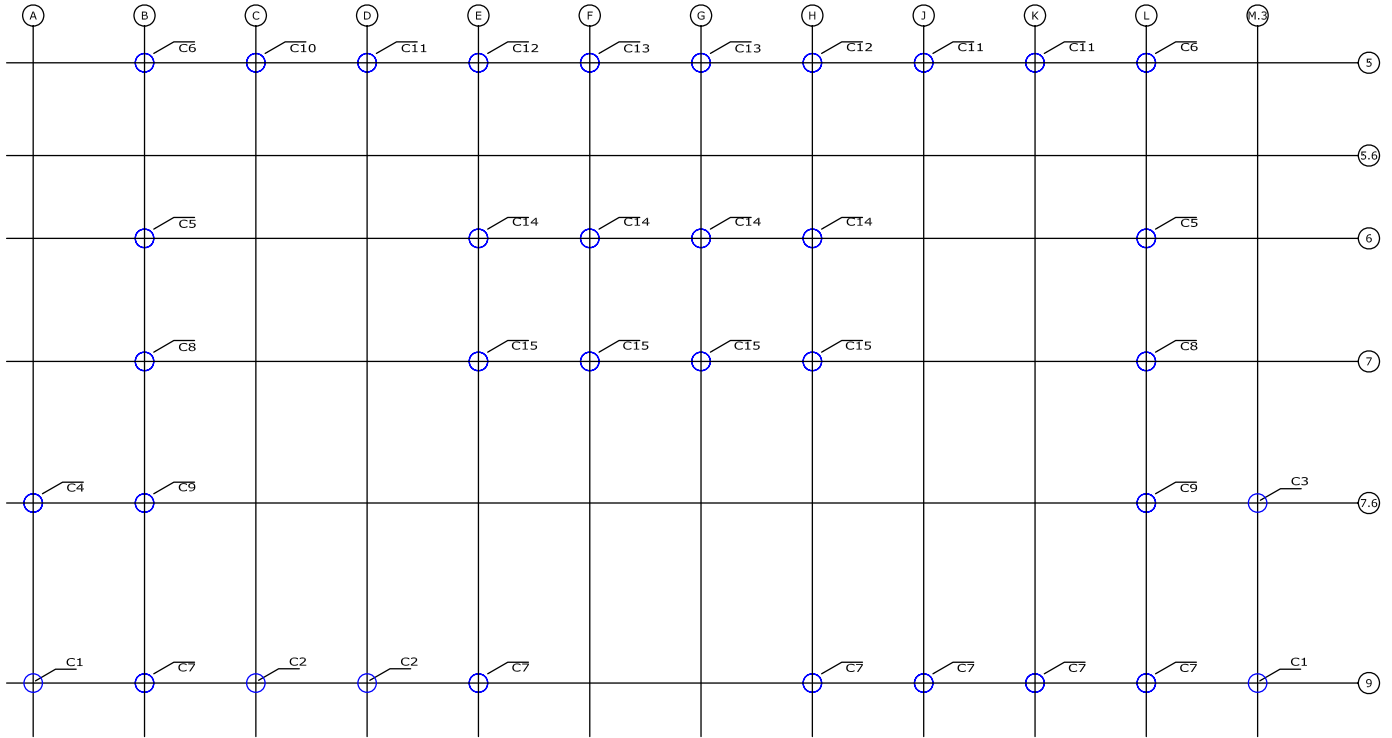 A B C D E F G H J K L M.3
C6 C10 C11 C12 C13 C13 C12 C11 C11 C6
5
5.6
C5 C14 C14 C14 C14 C5
6
C8 C15 C15 C15 C15 C8
7
C4 C9 C9 C3
7.6
C1 C7 C2 C2 C7 C7 C7 C7 C7 C1
9